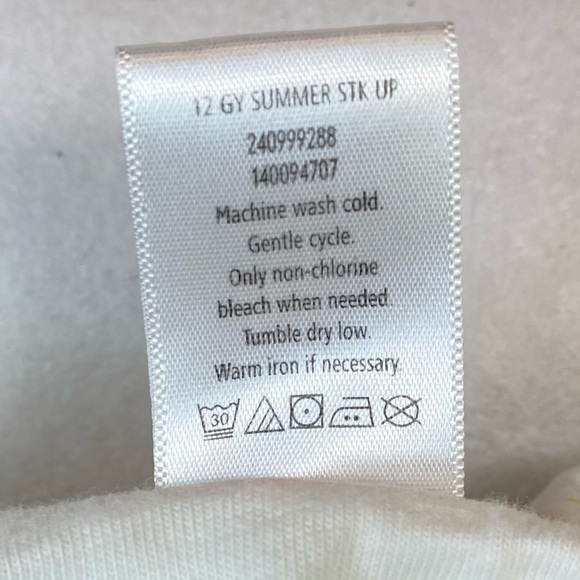 12 GY SUMMER STK UP
240999288
140094707
Machine wash cold.
Gentle cycle.
Only non-chlorine
bleach when needed.
Tumble dry low.
Warm iron if necessary.
30